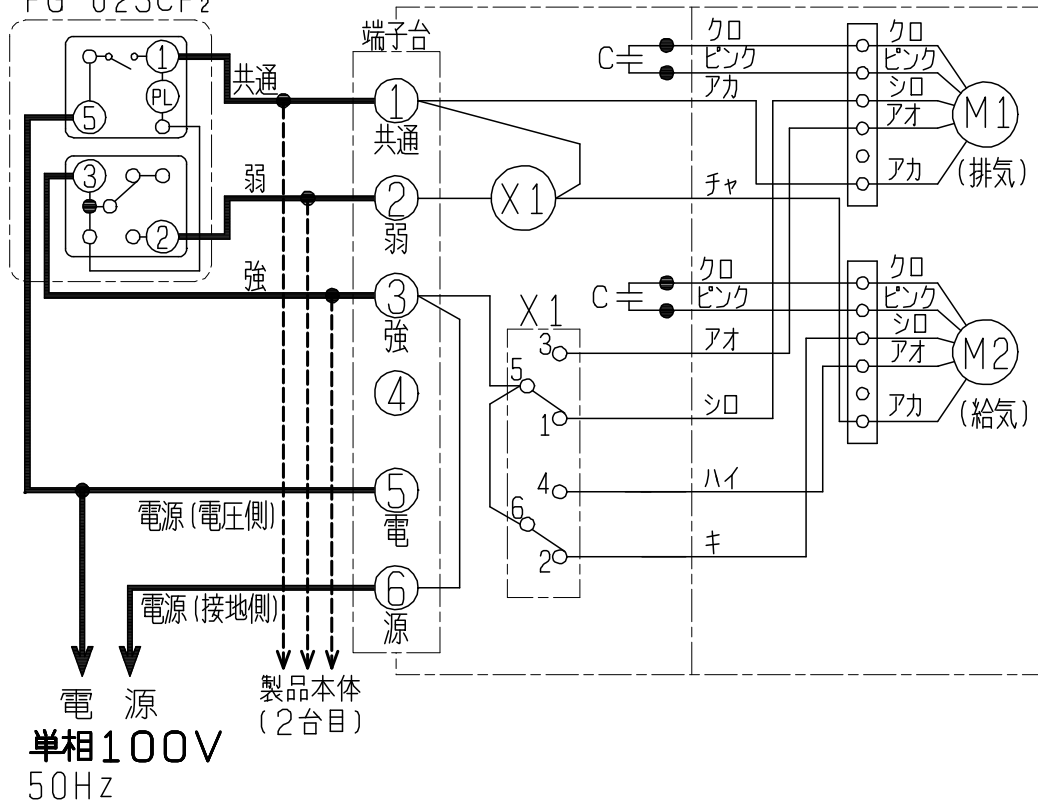 端子台
1
PL
5
3
2
共通
弱
強
1
共通
2
弱
3
強
4
5
電
6
源
電源(電圧側)
電源(接地側)
電 源
単相100V
50Hz
製品本体
(2台目)
X1
X1
3
5
1
4
6
2
C
クロ
ピンク
アカ
チャ
C
クロ
ピンク
アオ
シロ
ハイ
キ
クロ
ピンク
シロ
アオ
アカ
M1
(排気)
クロ
ピンク
シロ
アオ
アカ
M2
(給気)